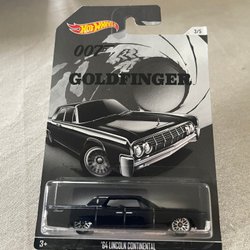 HOT WHEELS
3/5
007
GOLDFINGER
3+
'64 LINCOLN CONTINENTAL